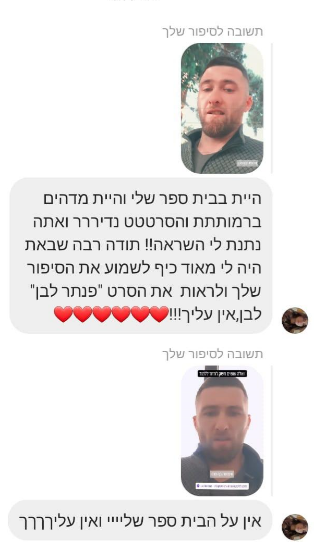 תשובה לסיפור שלך
היית בבית ספר שלי והיית מדהים
ברמותתת והסרטטט נדיררר ואתה
נתנת לי השראה!! תודה רבה שבאת
היה לי מאוד כיף לשמוע את הסיפור
שלך ולראות את הסרט "פנתר לבן"
לבן,אין עליך!!!❤️❤️❤️❤️❤️❤️
תשובה לסיפור שלך
אין על הבית ספר שליייי ואין עליךךךך